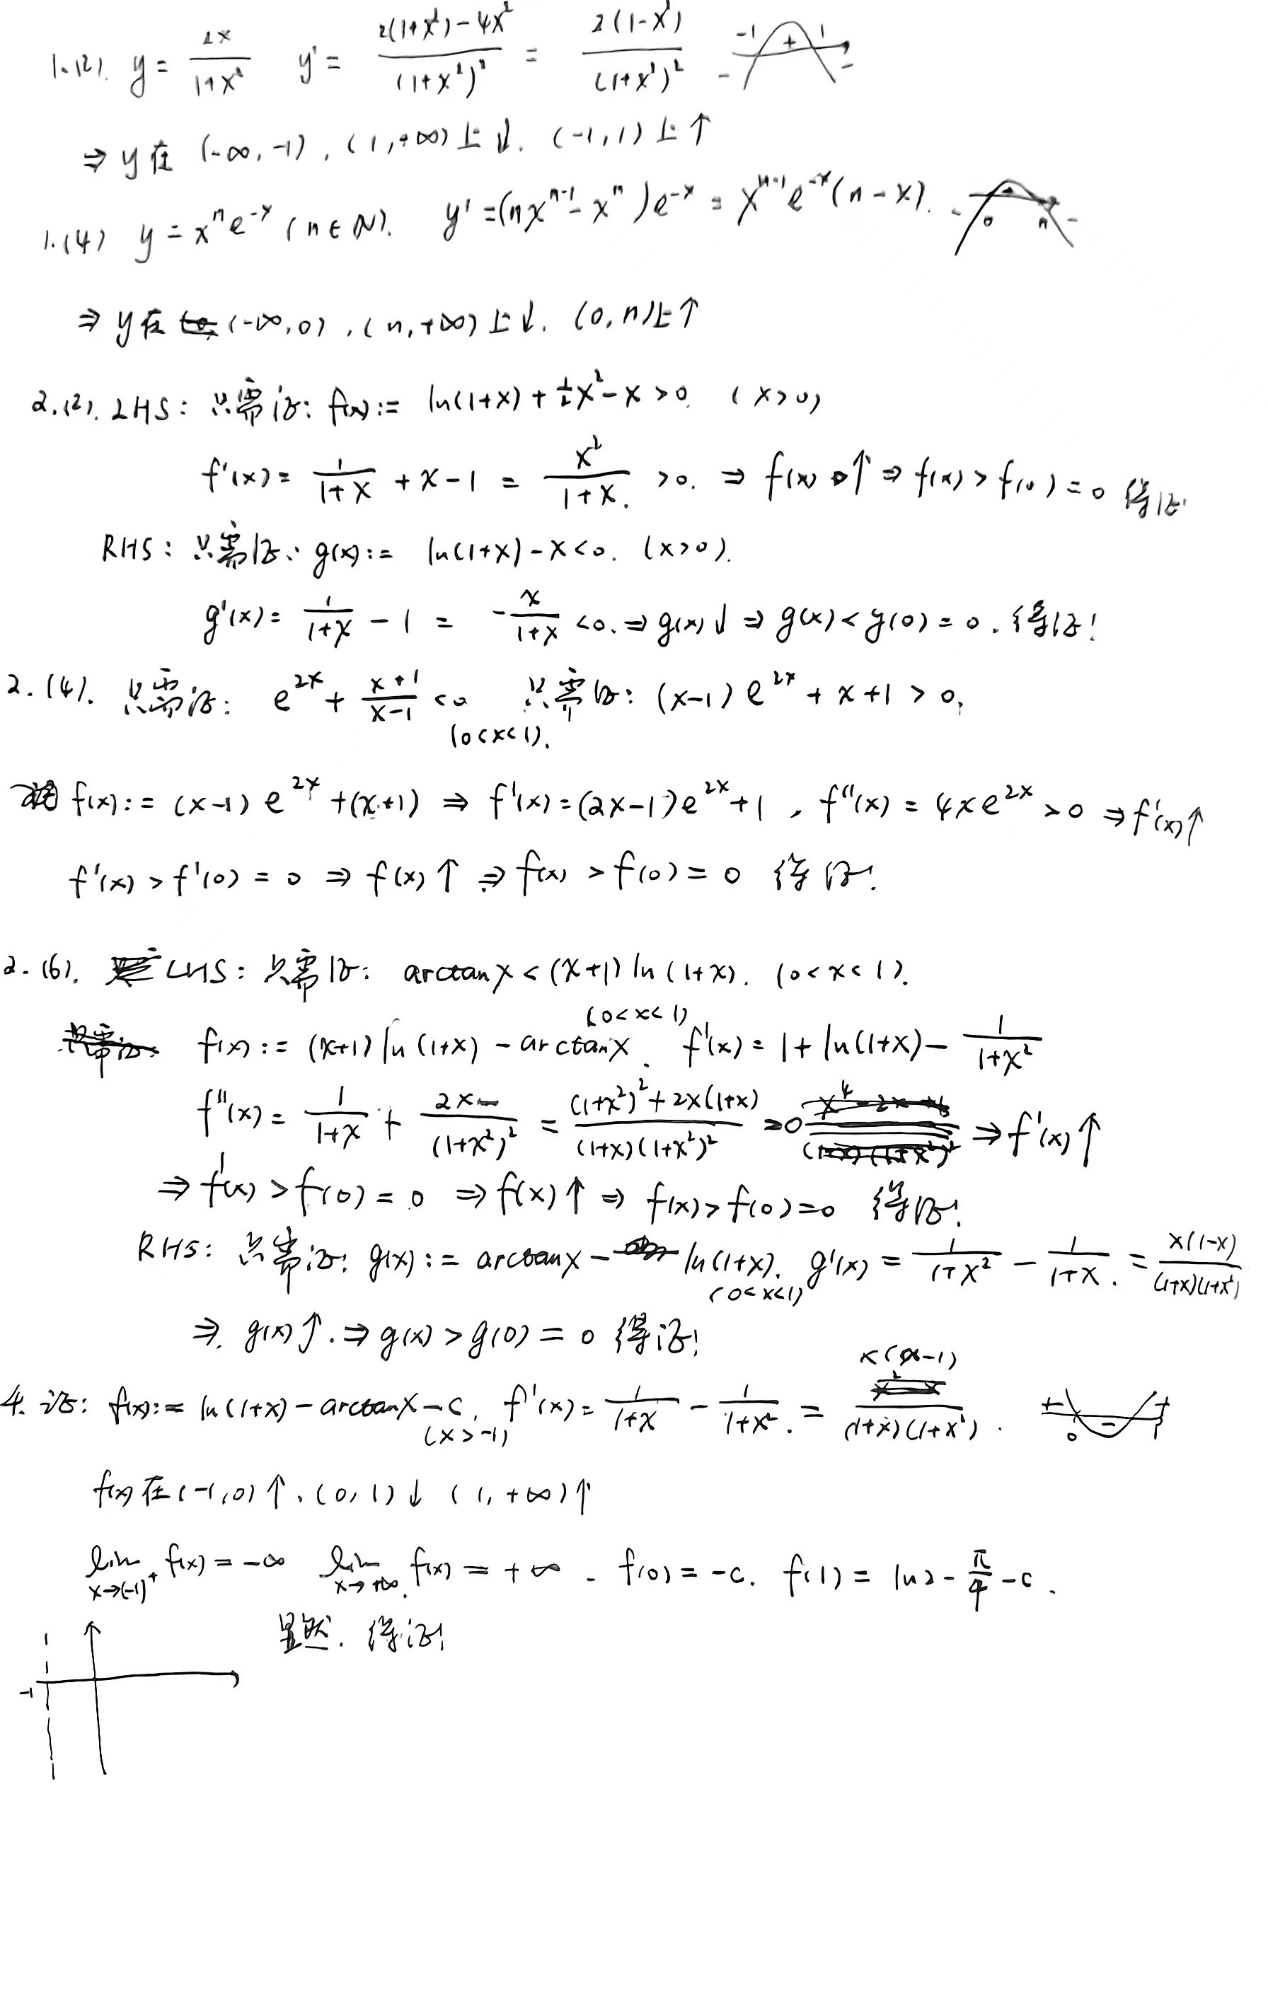 1.(2). y = 2x/(1+x²)  y' = (2(1+x²)-4x²)/(1+x²)² = 2(1-x²)/(1+x²)²  -1 + 1 - -
⇒ y在 (-∞,-1), (1,+∞)上↓. (-1,1)上↑
1.(4) y = xⁿe⁻ˣ (n∈N). y' = (nxⁿ⁻¹ - xⁿ)e⁻ˣ = xⁿ⁻¹e⁻ˣ(n-x). - 0 n -
⇒ y在 (-∞,0), (n,+∞)上↓. (0,n)上↑
2.(2). LHS: 只需证: f(x) := ln(1+x) + ½x² - x > 0. (x>0)
f'(x) = 1/(1+x) + x - 1 = x²/(1+x) > 0. ⇒ f(x) ↑ ⇒ f(x) > f(0) = 0 得证
RHS: 只需证: g(x) := ln(1+x) - x < 0. (x>0).
g'(x) = 1/(1+x) - 1 = -x/(1+x) < 0. ⇒ g(x)↓ ⇒ g(x) < g(0) = 0. 得证!
2.(4). 只需证: e²ˣ + (x+1)/(x-1) < 0 (0<x<1). 只需证: (x-1)e²ˣ + x+1 > 0.
f(x) := (x-1)e²ˣ + (x+1) ⇒ f'(x) = (2x-1)e²ˣ + 1, f''(x) = 4xe²ˣ > 0 ⇒ f'(x)↑
f'(x) > f'(0) = 0 ⇒ f(x)↑ ⇒ f(x) > f(0) = 0 得证!
2.(6). LHS: 只需证: arctanx < (x+1)ln(1+x). (0<x<1).
f(x) := (x+1)ln(1+x) - arctanx. (0<x<1) f'(x) = 1+ln(1+x) - 1/(1+x²)
f''(x) = 1/(1+x) + 2x/(1+x²)² = ((1+x²)²+2x(1+x))/((1+x)(1+x²)²) >0 ⇒ f'(x)↑
⇒ f'(x) > f'(0) = 0 ⇒ f(x)↑ ⇒ f(x) > f(0) = 0 得证!
RHS: 只需证: g(x) := arctanx - ln(1+x). (0<x<1) g'(x) = 1/(1+x²) - 1/(1+x) = x(1-x)/((1+x)(1+x²))
⇒ g(x)↑. ⇒ g(x) > g(0) = 0 得证!
4. 证: f(x) := ln(1+x) - arctanx - c. (x>-1) f'(x) = 1/(1+x) - 1/(1+x²) = x(x-1)/((1+x)(1+x²)). + 0 - 1 +
f(x)在(-1,0)↑, (0,1)↓ (1,+∞)↑
lim x→(-1)⁺ f(x) = -∞ lim x→+∞ f(x) = +∞. f(0) = -c. f(1) = ln2 - π/4 - c.
显然. 得证!
-1